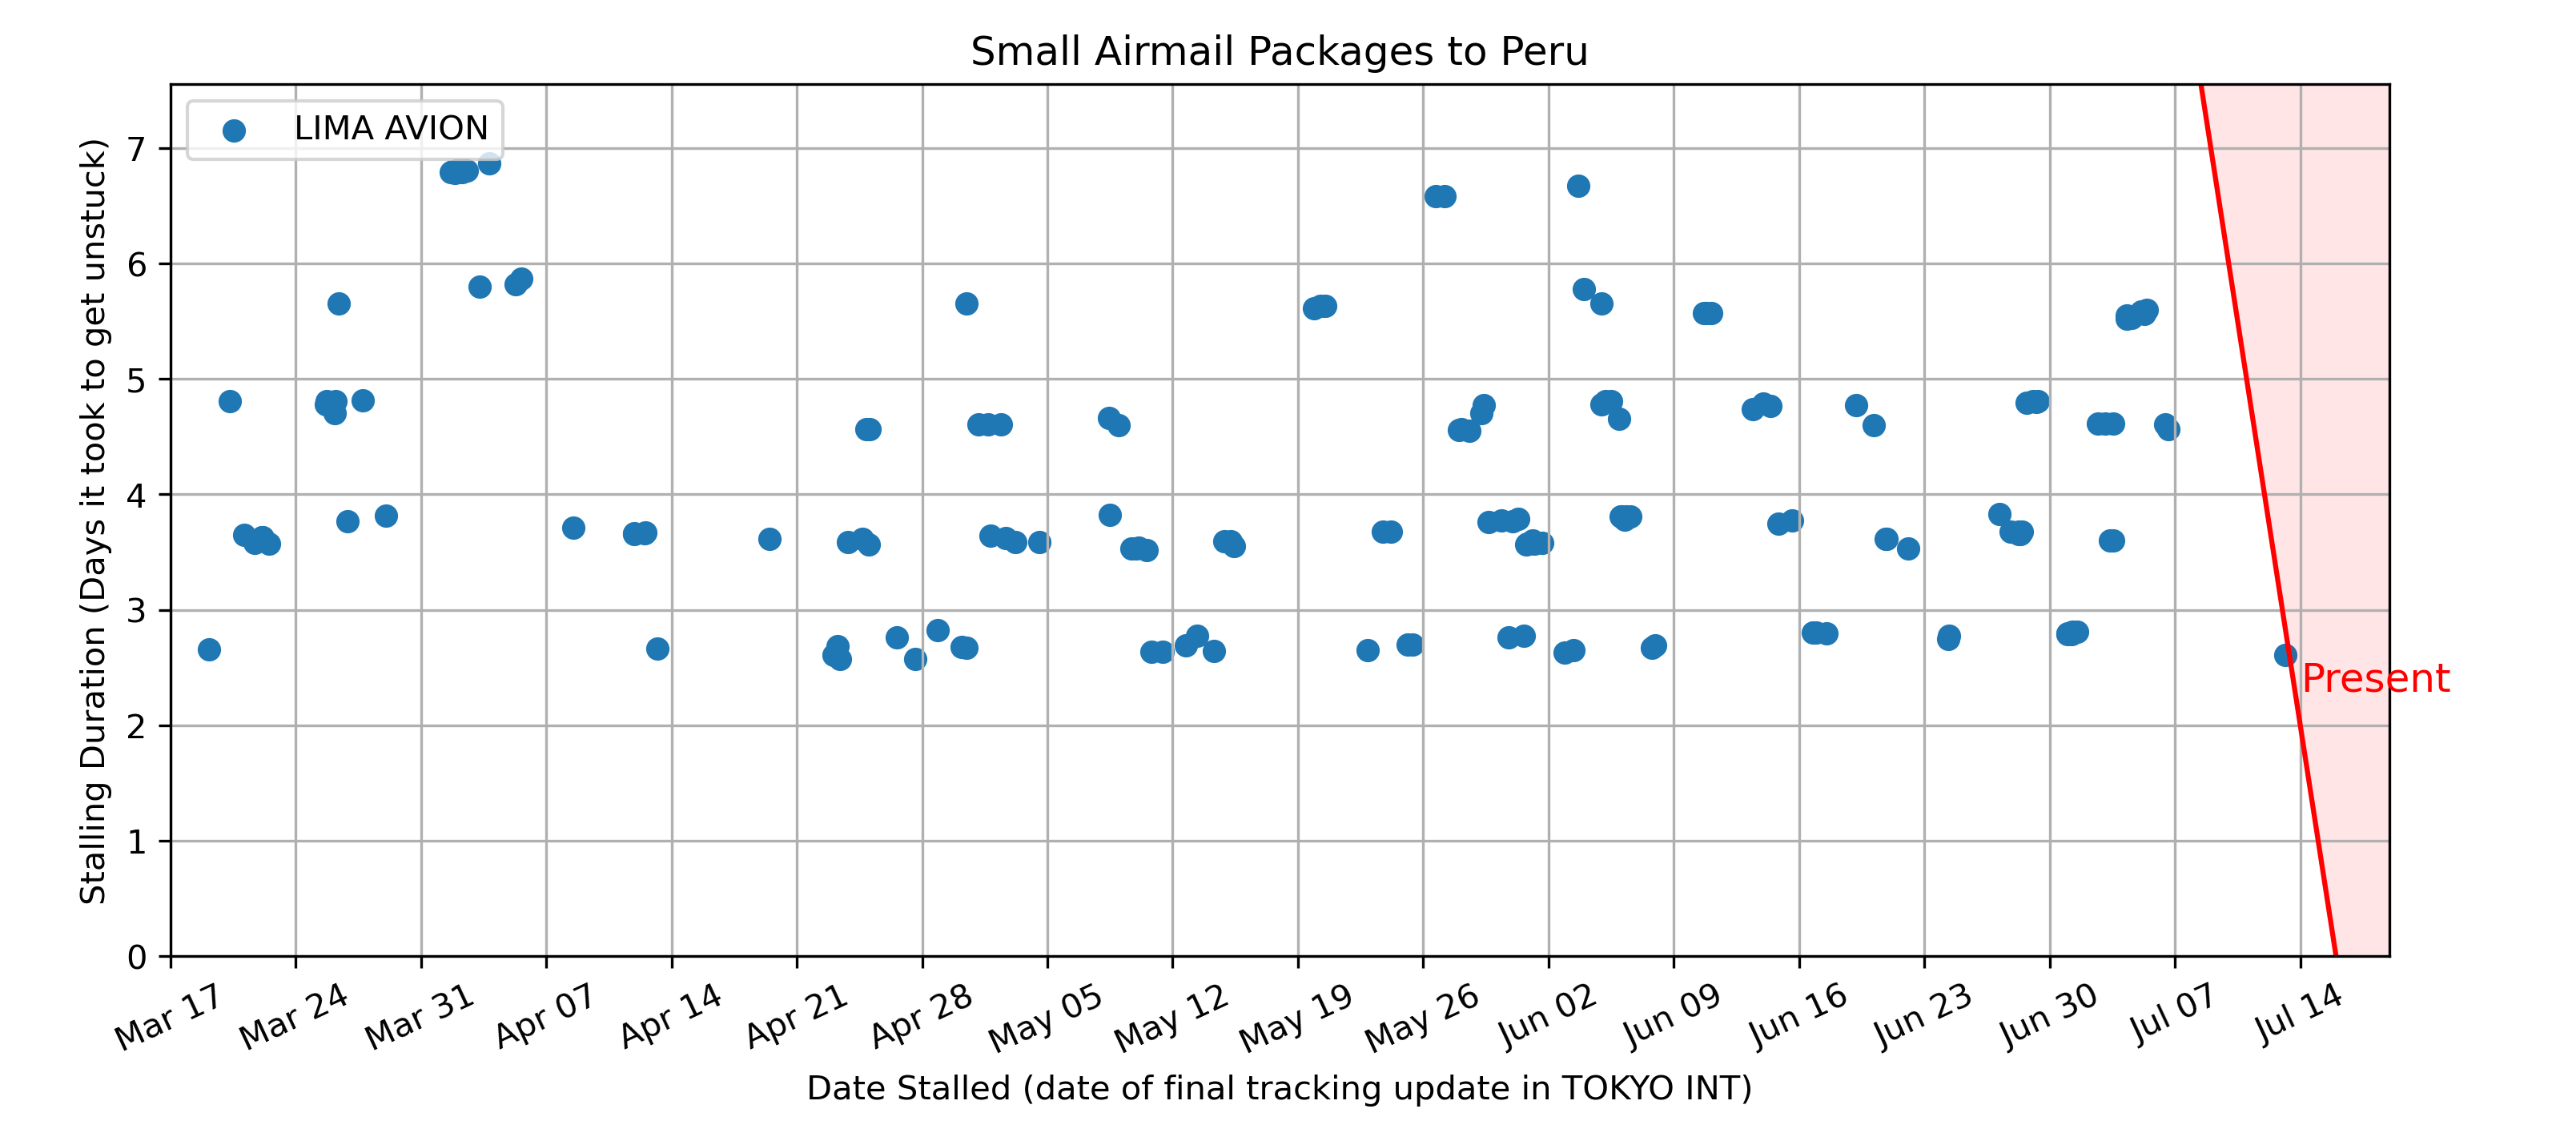 Small Airmail Packages to Peru
LIMA AVION
Stalling Duration (Days it took to get unstuck)
7
6
5
4
3
2
1
0
Present
Mar 17
Mar 24
Mar 31
Apr 07
Apr 14
Apr 21
Apr 28
May 05
May 12
May 19
May 26
Jun 02
Jun 09
Jun 16
Jun 23
Jun 30
Jul 07
Jul 14
Date Stalled (date of final tracking update in TOKYO INT)